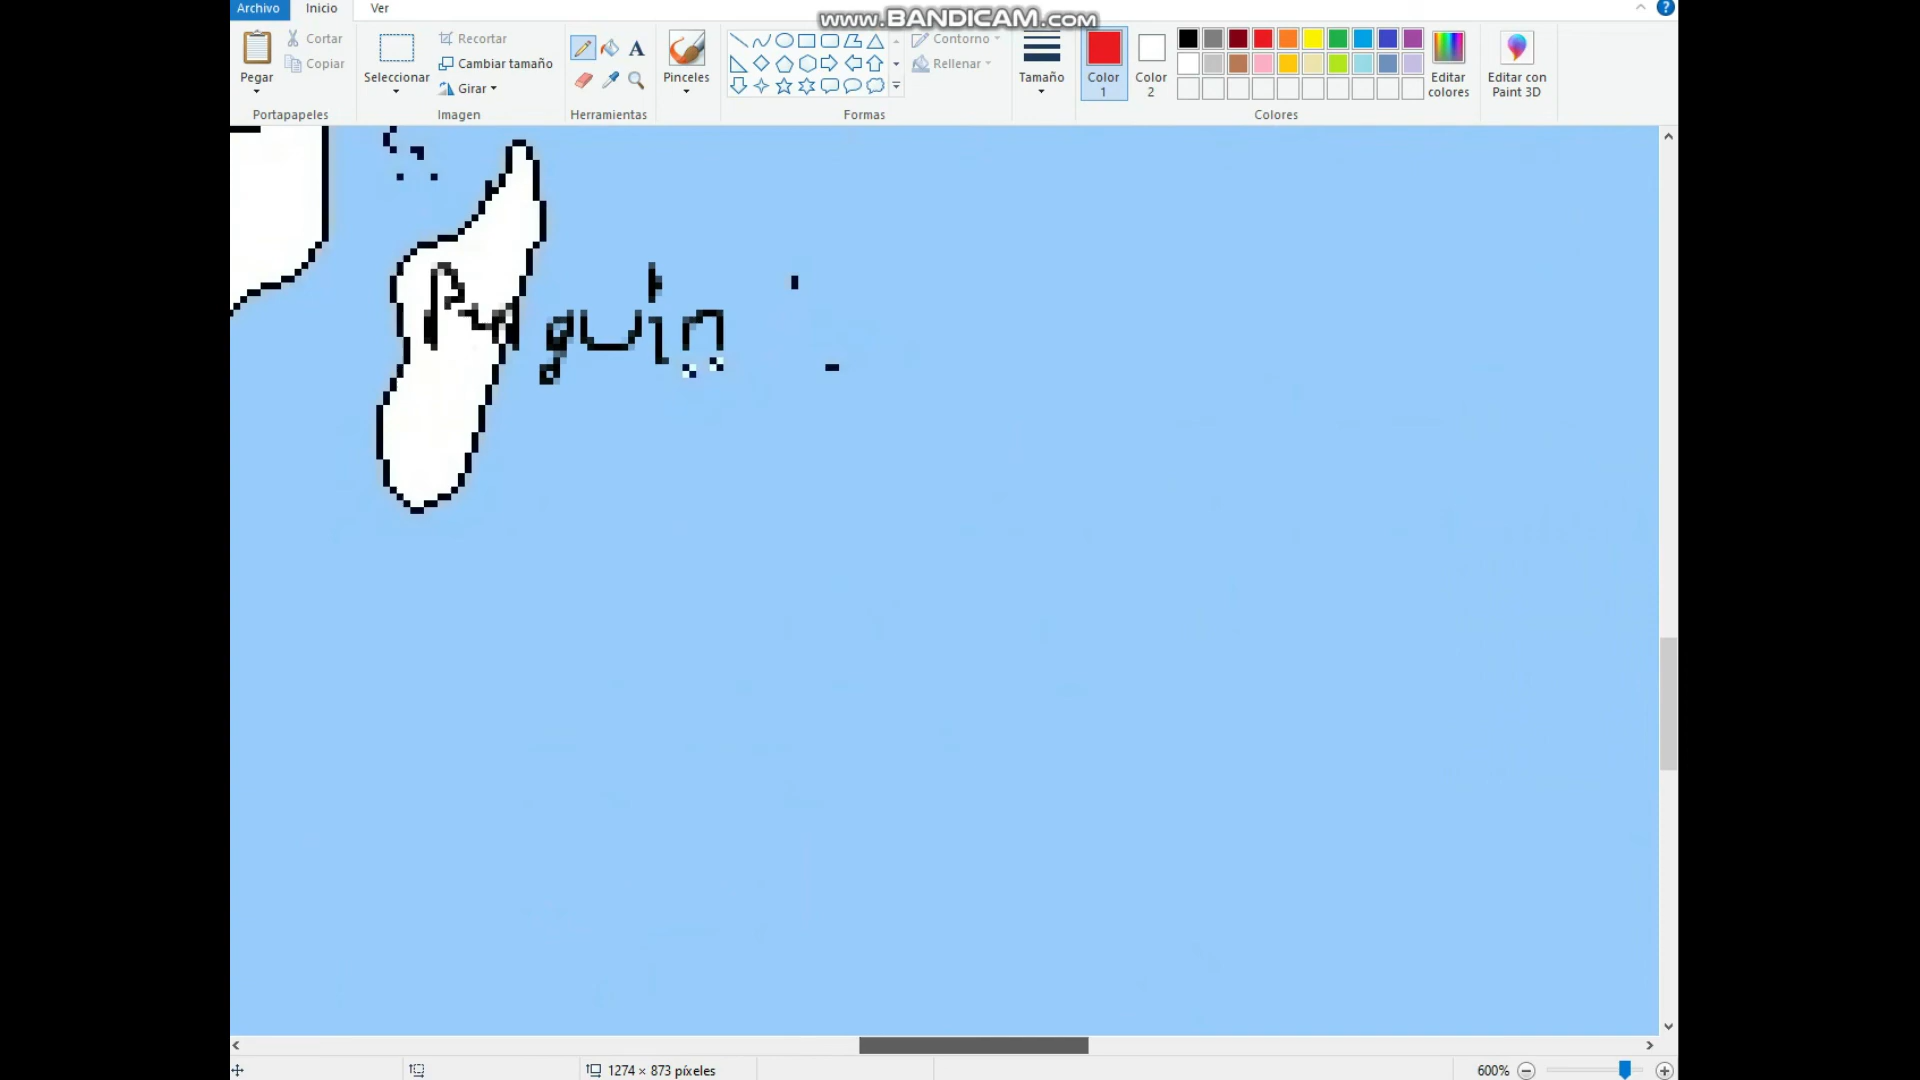 www.BANDICAM.com
Archivo Inicio Ver
Pegar
Cortar
Copiar
Portapapeles
Seleccionar
Recortar
Cambiar tamaño
Girar
Imagen
A
Herramientas
Pinceles
Contorno
Rellenar
Formas
Tamaño
Color 1
Color 2
Editar colores
Editar con Paint 3D
Colores
1274 × 873 píxeles
600%